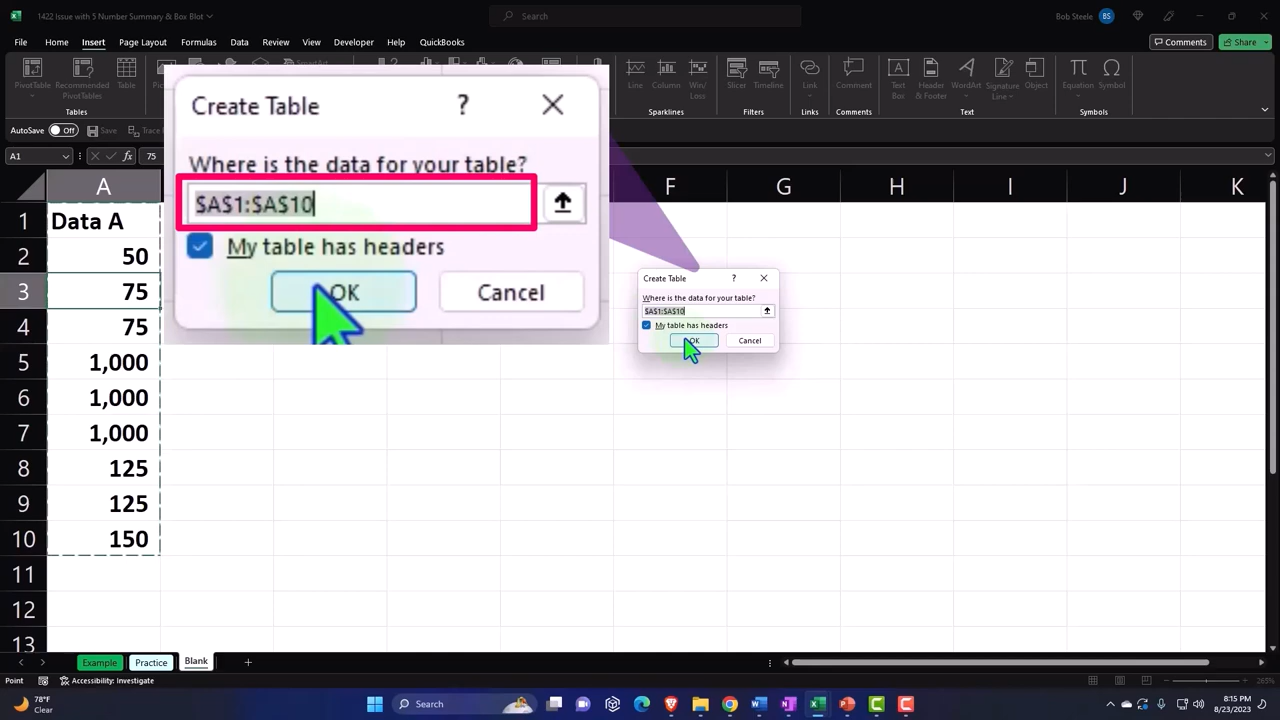 1422 Issue with 5 Number Summary & Box Blot
Search
Bob Steele BS
File Home Insert Page Layout Formulas Data Review View Developer Help QuickBooks
Comments Share
PivotTable Recommended PivotTables Table
Line Column Win/Loss
Slicer Timeline
Link
Comment
Text Box Header & Footer WordArt Signature Line Object
Equation Symbol
Sparklines Filters Links Comments Text Symbols
AutoSave Off Save
A1 fx 75
Create Table ? ×
Where is the data for your table?
$A$1:$A$10
My table has headers
OK Cancel
A F G H I J K
1 Data A
2 50
3 75
4 75
5 1,000
6 1,000
7 1,000
8 125
9 125
10 150
11
12
13
Create Table ?
Where is the data for your table?
$A$1:$A$10
My table has headers
OK Cancel
Example Practice Blank
Point Accessibility: Investigate
265%
78°F
Clear
Search
8:15 PM
8/23/2023